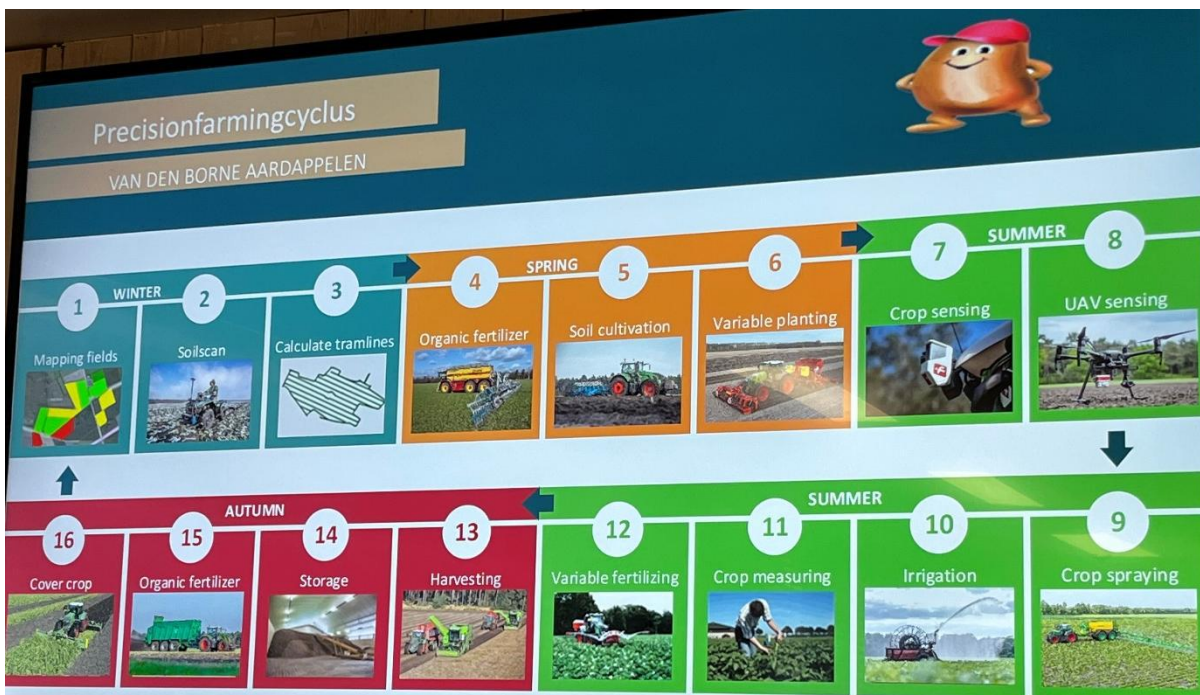 Precisionfarmingcyclus
VAN DEN BORNE AARDAPPELEN
WINTER
1
Mapping fields
2
Soilscan
3
Calculate tramlines
SPRING
4
Organic fertilizer
5
Soil cultivation
6
Variable planting
SUMMER
7
Crop sensing
8
UAV sensing
AUTUMN
16
Cover crop
15
Organic fertilizer
14
Storage
13
Harvesting
SUMMER
12
Variable fertilizing
11
Crop measuring
10
Irrigation
9
Crop spraying